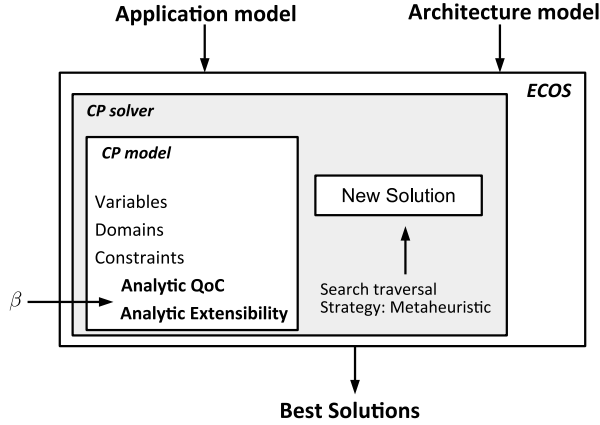 Application model
Architecture model
ECOS
CP solver
CP model
Variables
Domains
Constraints
Analytic QoC
Analytic Extensibility
β
New Solution
Search traversal
Strategy: Metaheuristic
Best Solutions